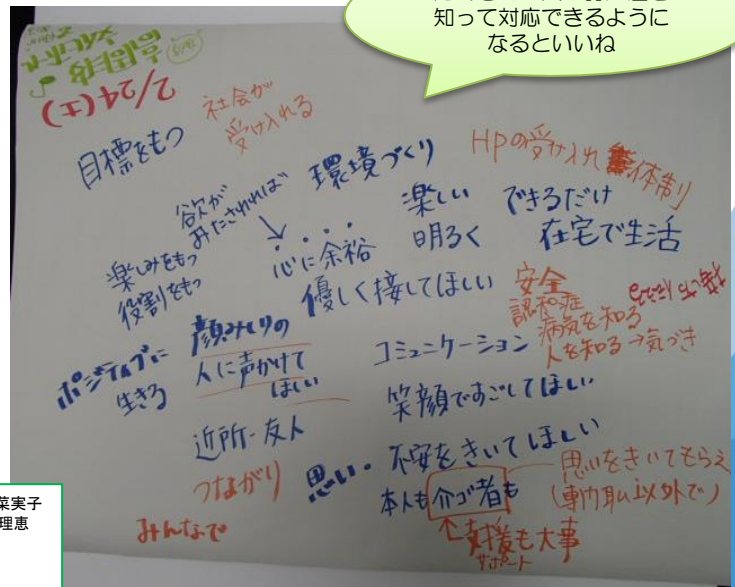 知って対応できるように
なるといいね
2/24(土)
目標をもつ
社会が
受け入れる
環境づくり
Hpの受け入れ 体制
欲が
みたされれば
↓
心に余裕
楽しい
明るく
できるだけ
在宅で生活
楽しみをもつ
役割をもつ
優しく接してほしい
安全
認知症
病気を知る
人を知る→気づき
ポジティブに
生きる
顔みしりの
人に声かけて
ほしい
コミュニケーション
笑顔ですごしてほしい
近所・友人
つながり
みんなで
思い・不安をきいてほしい
本人も介ゴ者も
思いをきいてもらえ
(専門職以外で)
↑支援も大事
サポート
菜実子
理恵